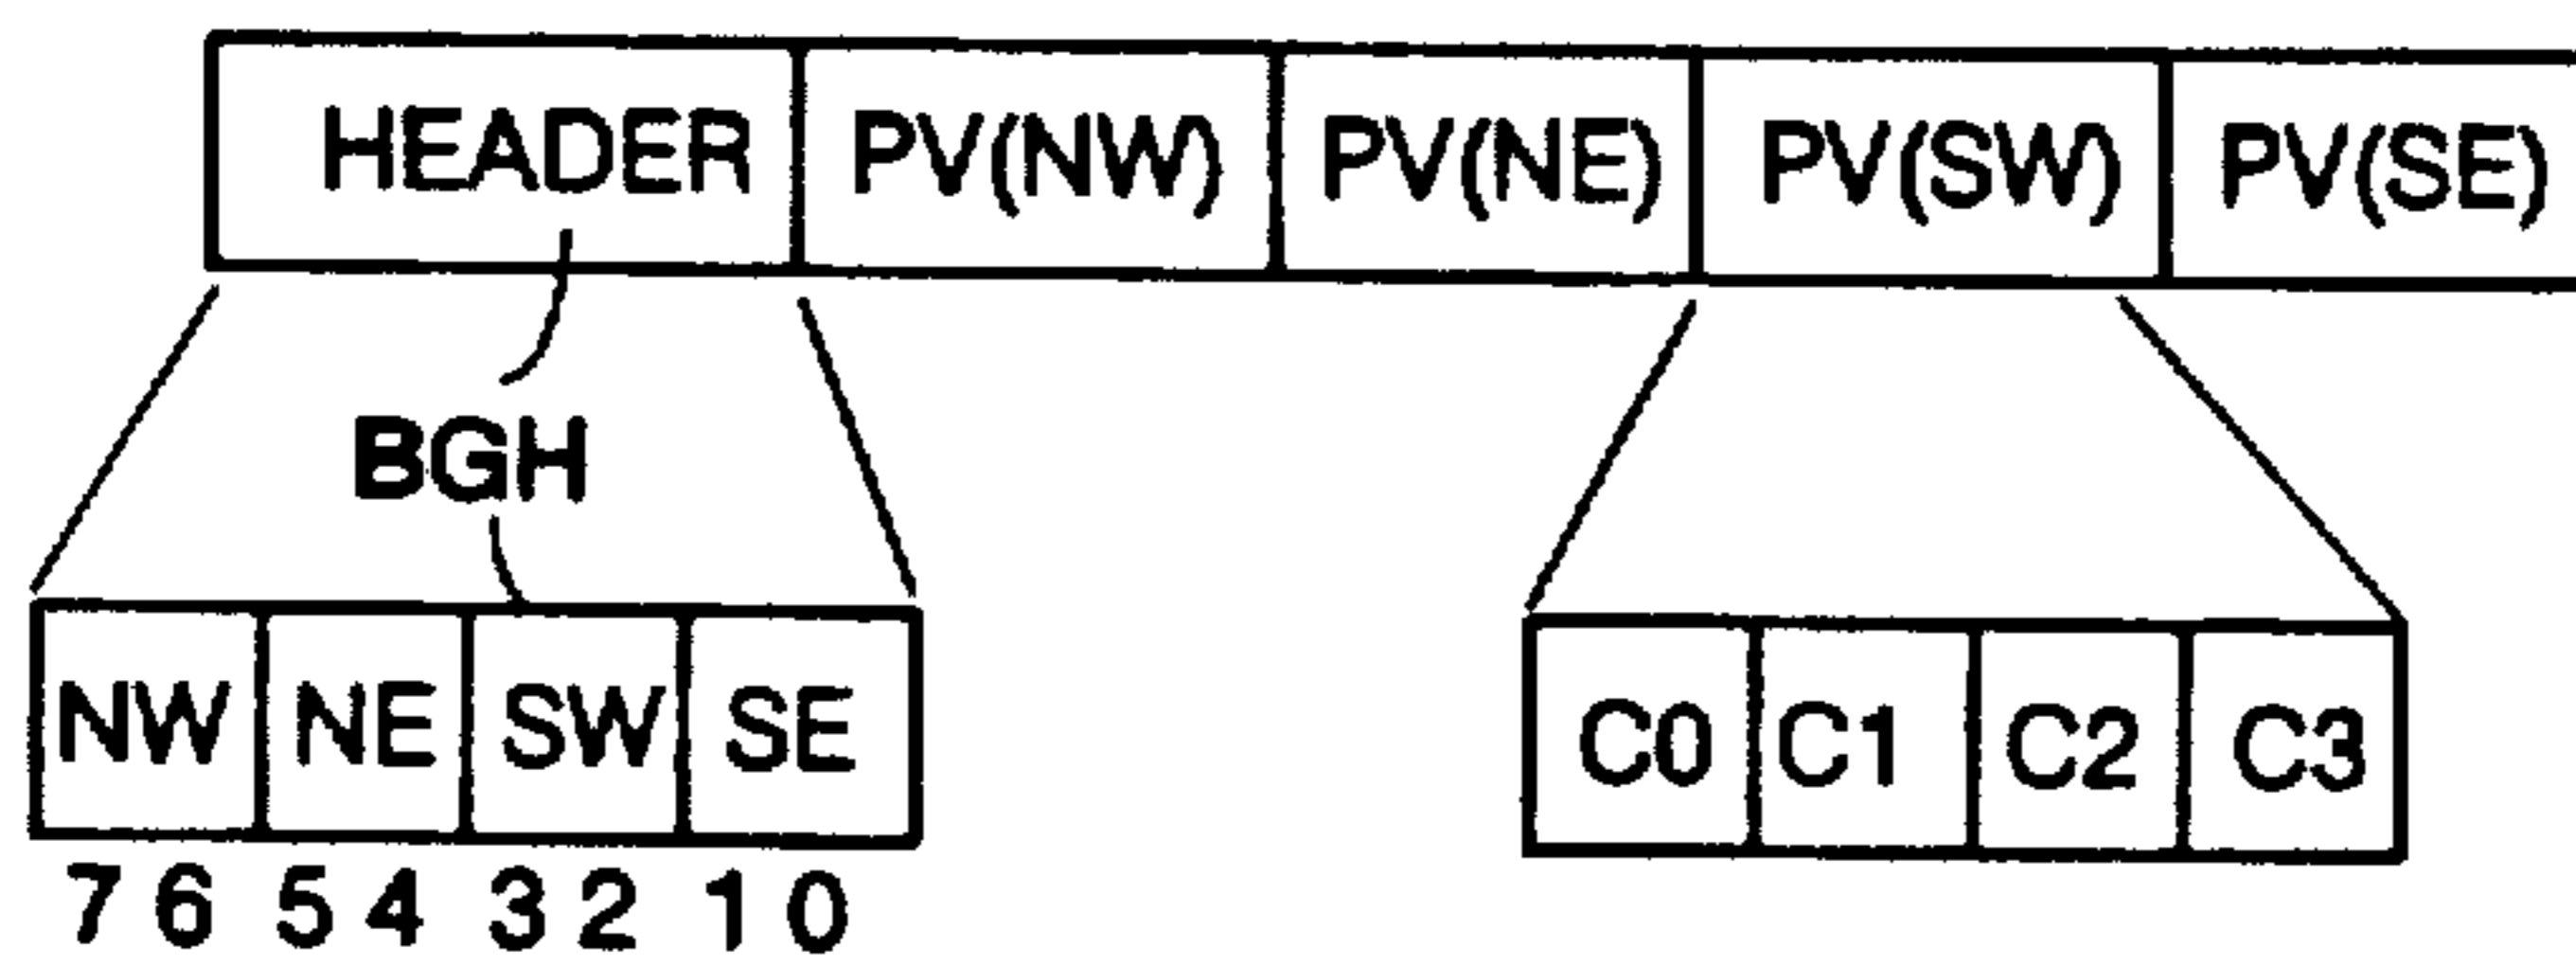 HEADER PV(NW) PV(NE) PV(SW) PV(SE)
BGH
NW NE SW SE C0 C1 C2 C3
7 6 5 4 3 2 1 0